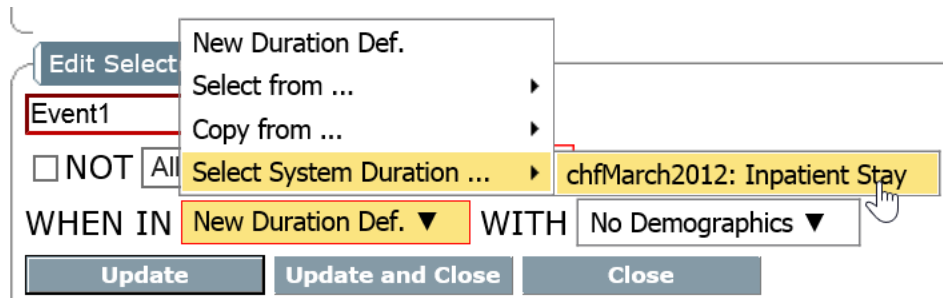 New Duration Def.
Edit Select
Select from ...
Event1
Copy from ...
NOT All
Select System Duration ...
chfMarch2012: Inpatient Stay
WHEN IN New Duration Def. ▼ WITH No Demographics ▼
Update Update and Close Close